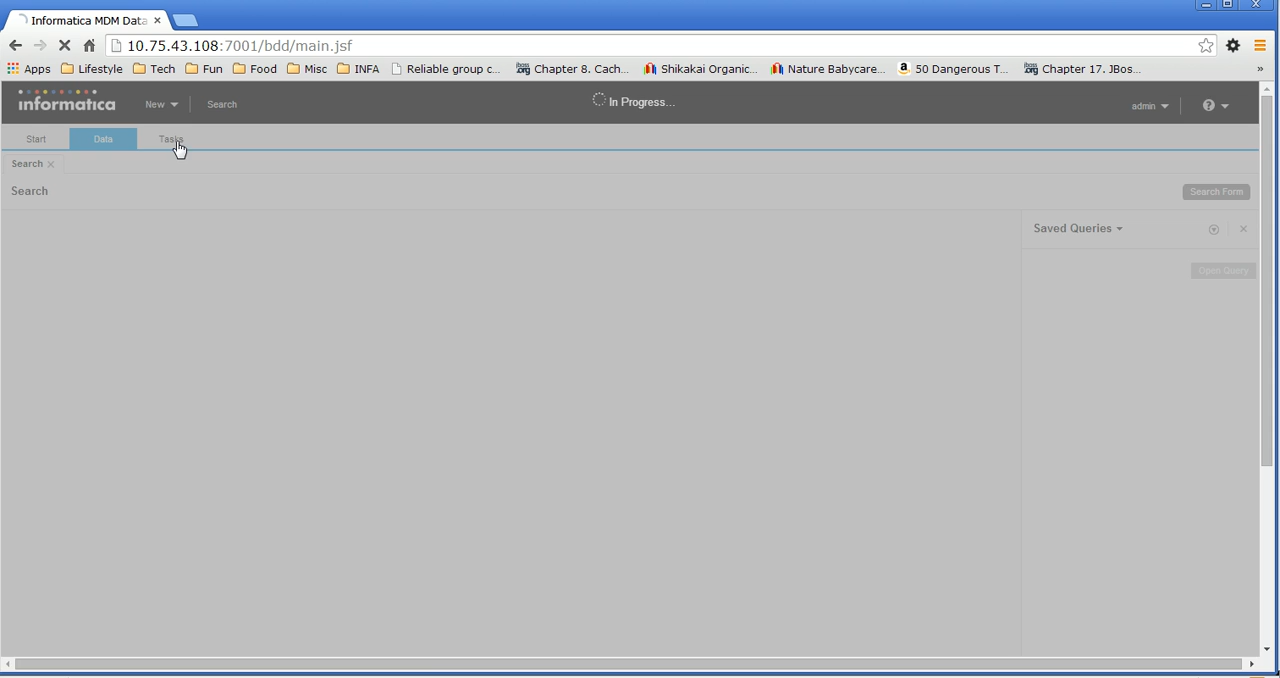 Informatica MDM Data
10.75.43.108:7001/bdd/main.jsf
Apps Lifestyle Tech Fun Food Misc INFA Reliable group c... Chapter 8. Cach... Shikakai Organic... Nature Babycare... 50 Dangerous T... Chapter 17. JBos... »
informatica New Search In Progress... admin
Start Data Tasks
Search
Search Search Form
Saved Queries
Open Query